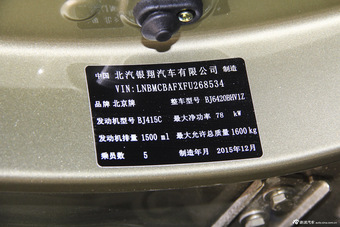 中国 北汽银翔汽车有限公司 制造
VIN:LNBMCBAFXFU268534
品牌 北京牌 整车型号 BJ6420BHV1Z
发动机型号 BJ415C 最大净功率 78 kW
发动机排量 1500 ml 最大允许总质量 1600kg
乘员数 5 制造年月 2015年12月